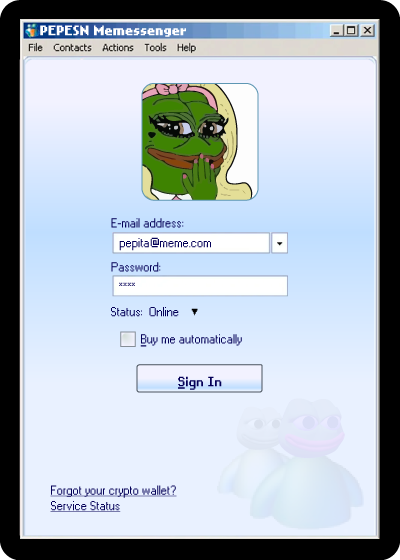 PEPESN Memessenger
File Contacts Actions Tools Help
E-mail address:
pepita@meme.com
Password:
****
Status: Online
Buy me automatically
Sign In
Forgot your crypto wallet?
Service Status